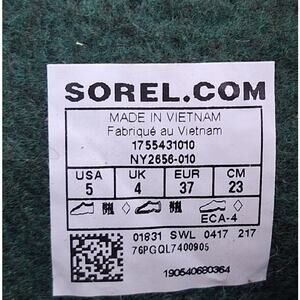 SOREL.COM
MADE IN VIETNAM
Fabriqué au Vietnam
1755431010
NY2656-010
USA UK EUR CM
5 4 37 23
ECA-4
01831 SWL 0417 217
76PGQL7400905
190540680364